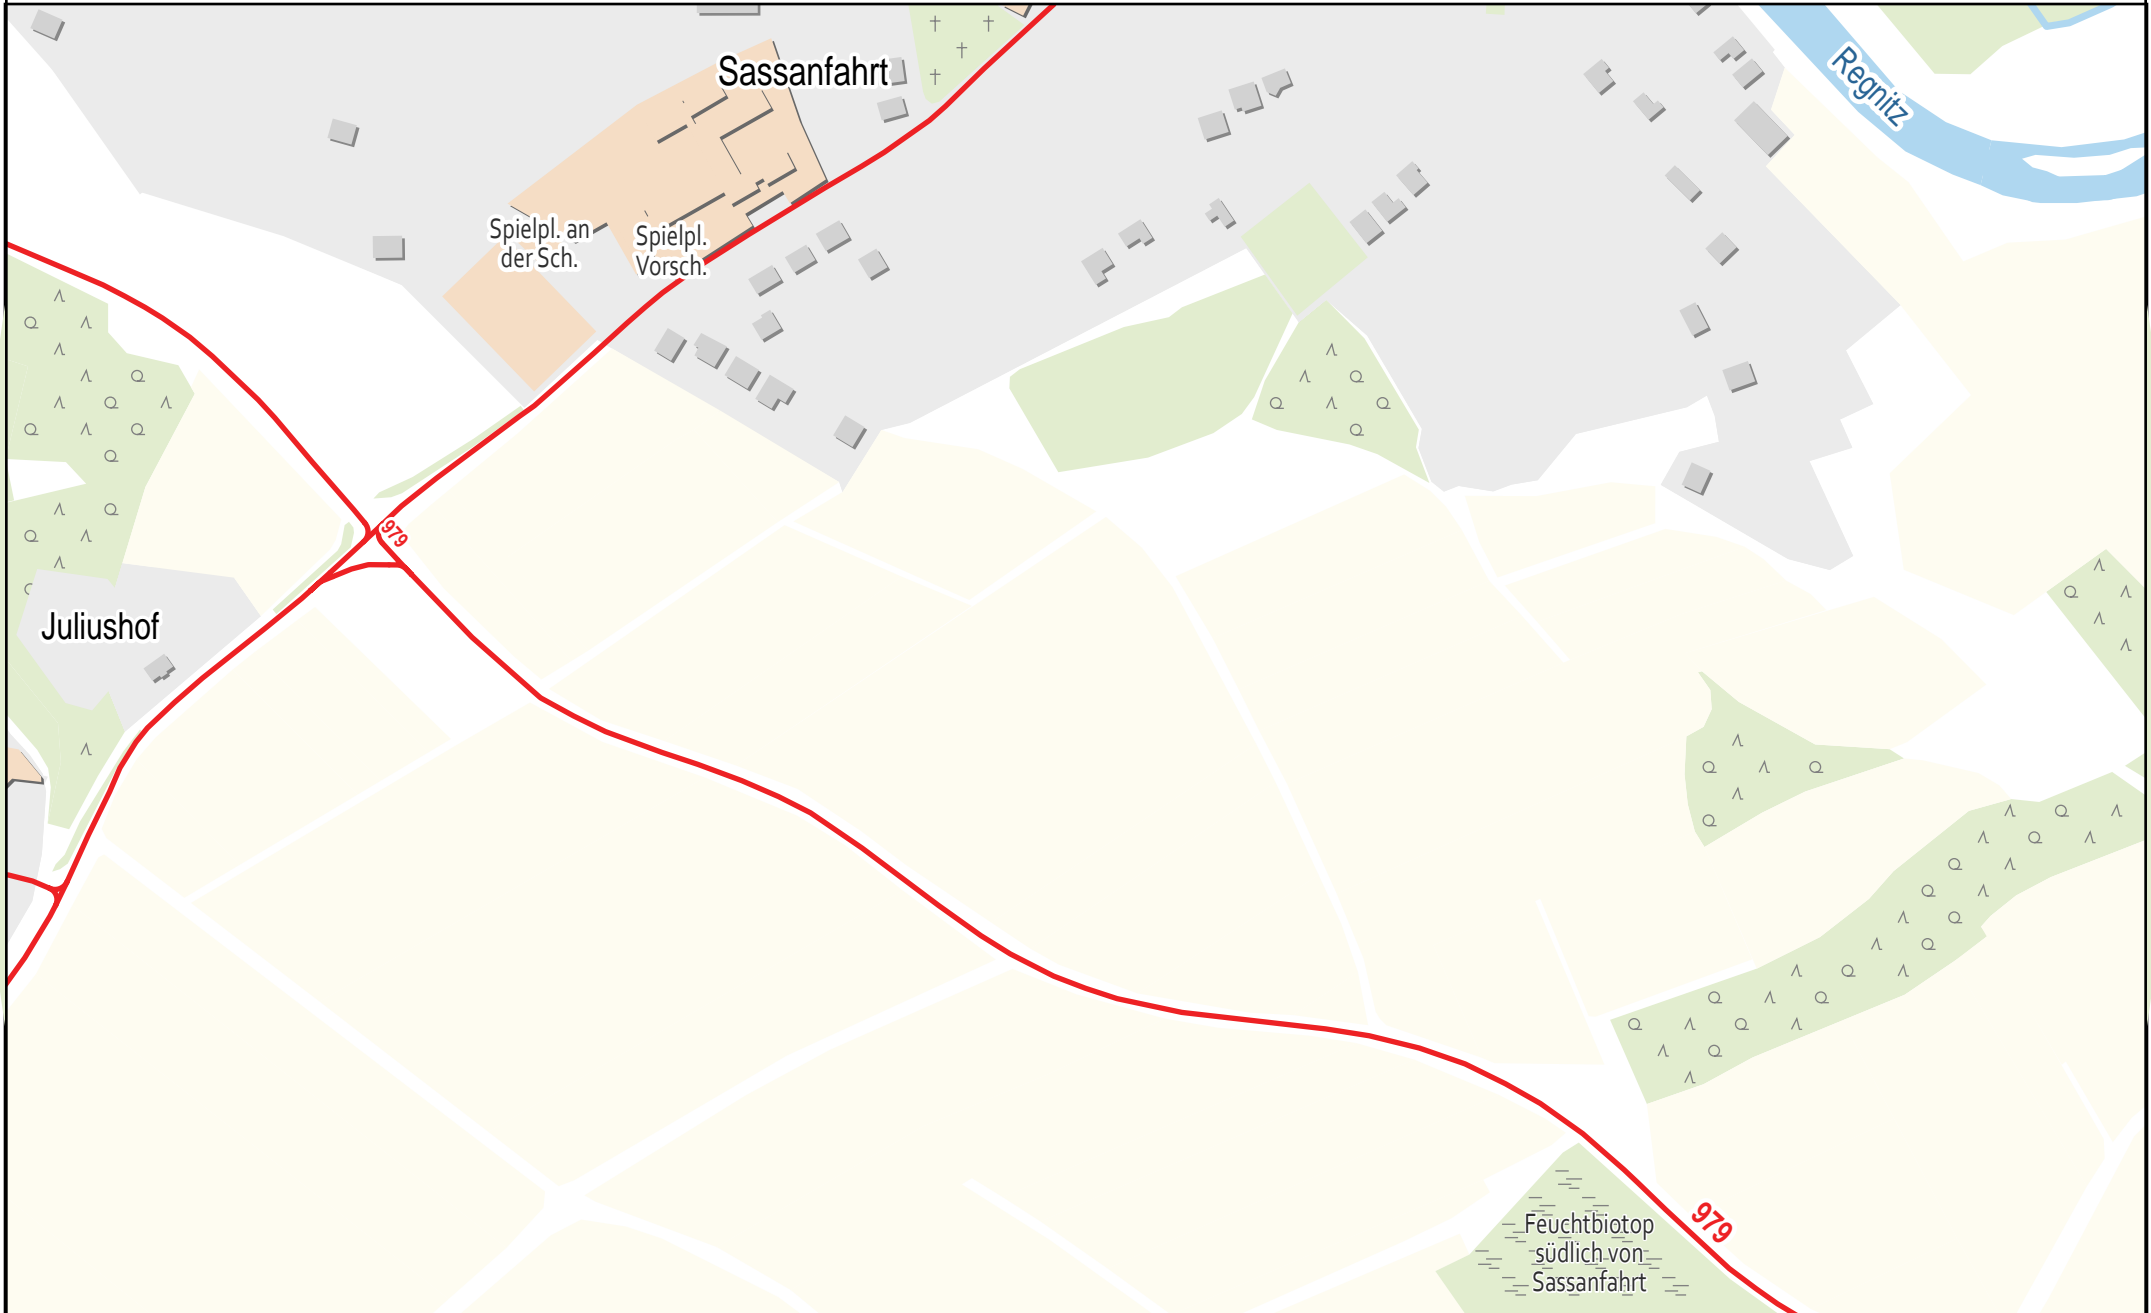 Sassanfahrt
Regnitz
Spielpl. an
der Sch.
Spielpl.
Vorsch.
979
Juliushof
979
Feuchtbiotop
südlich von
Sassanfahrt